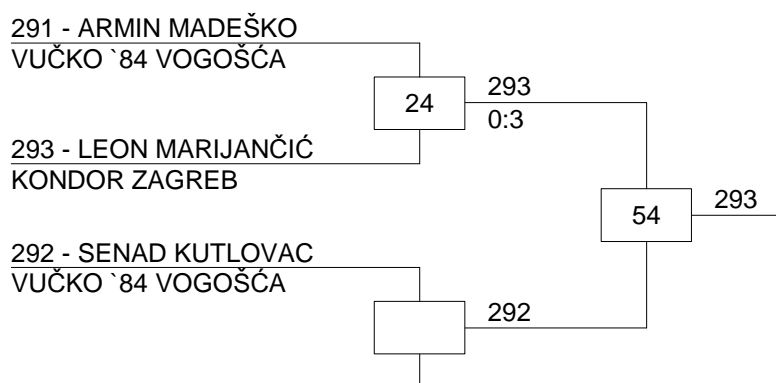 291 - ARMIN MADEŠKO
VUČKO `84 VOGOŠĆA
24
293
0:3
293 - LEON MARIJANČIĆ
KONDOR ZAGREB
54
293
292 - SENAD KUTLOVAC
VUČKO `84 VOGOŠĆA
292